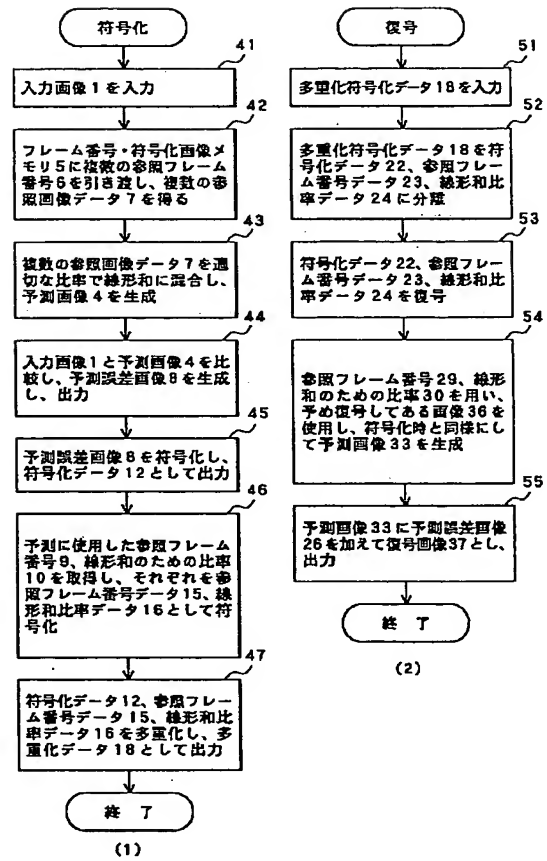 符号化
41
入力画像1を入力
42
フレーム番号・符号化画像メ
モリ5に複数の参照フレーム
番号6を引き渡し、複数の参
照画像データ7を得る
43
複数の参照画像データ7を適
切な比率で線形和に混合し、
予測画像4を生成
44
入力画像1と予測画像4を比
較し、予測誤差画像8を生成
し、出力
45
予測誤差画像8を符号化し、
符号化データ12として出力
46
予測に使用した参照フレーム
番号9、線形和のための比率
10を取得し、それぞれを参
照フレーム番号データ15、線
形和比率データ16として符
号化
47
符号化データ12、参照フレー
ム番号データ15、線形和比
率データ16を多重化し、多
重化データ18として出力
終了
(1)
復号
51
多重化符号化データ18を入力
52
多重化符号化データ18を符
号化データ22、参照フレー
ム番号データ23、線形和比
率データ24に分離
53
符号化データ22、参照フレー
ム番号データ23、線形和比率
データ24を復号
54
参照フレーム番号29、線形
和のための比率30を用い、
予め復号してある画像36を
使用し、符号化時と同様にし
て予測画像33を生成
55
予測画像33に予測誤差画像
26を加えて復号画像37とし、
出力
終了
(2)